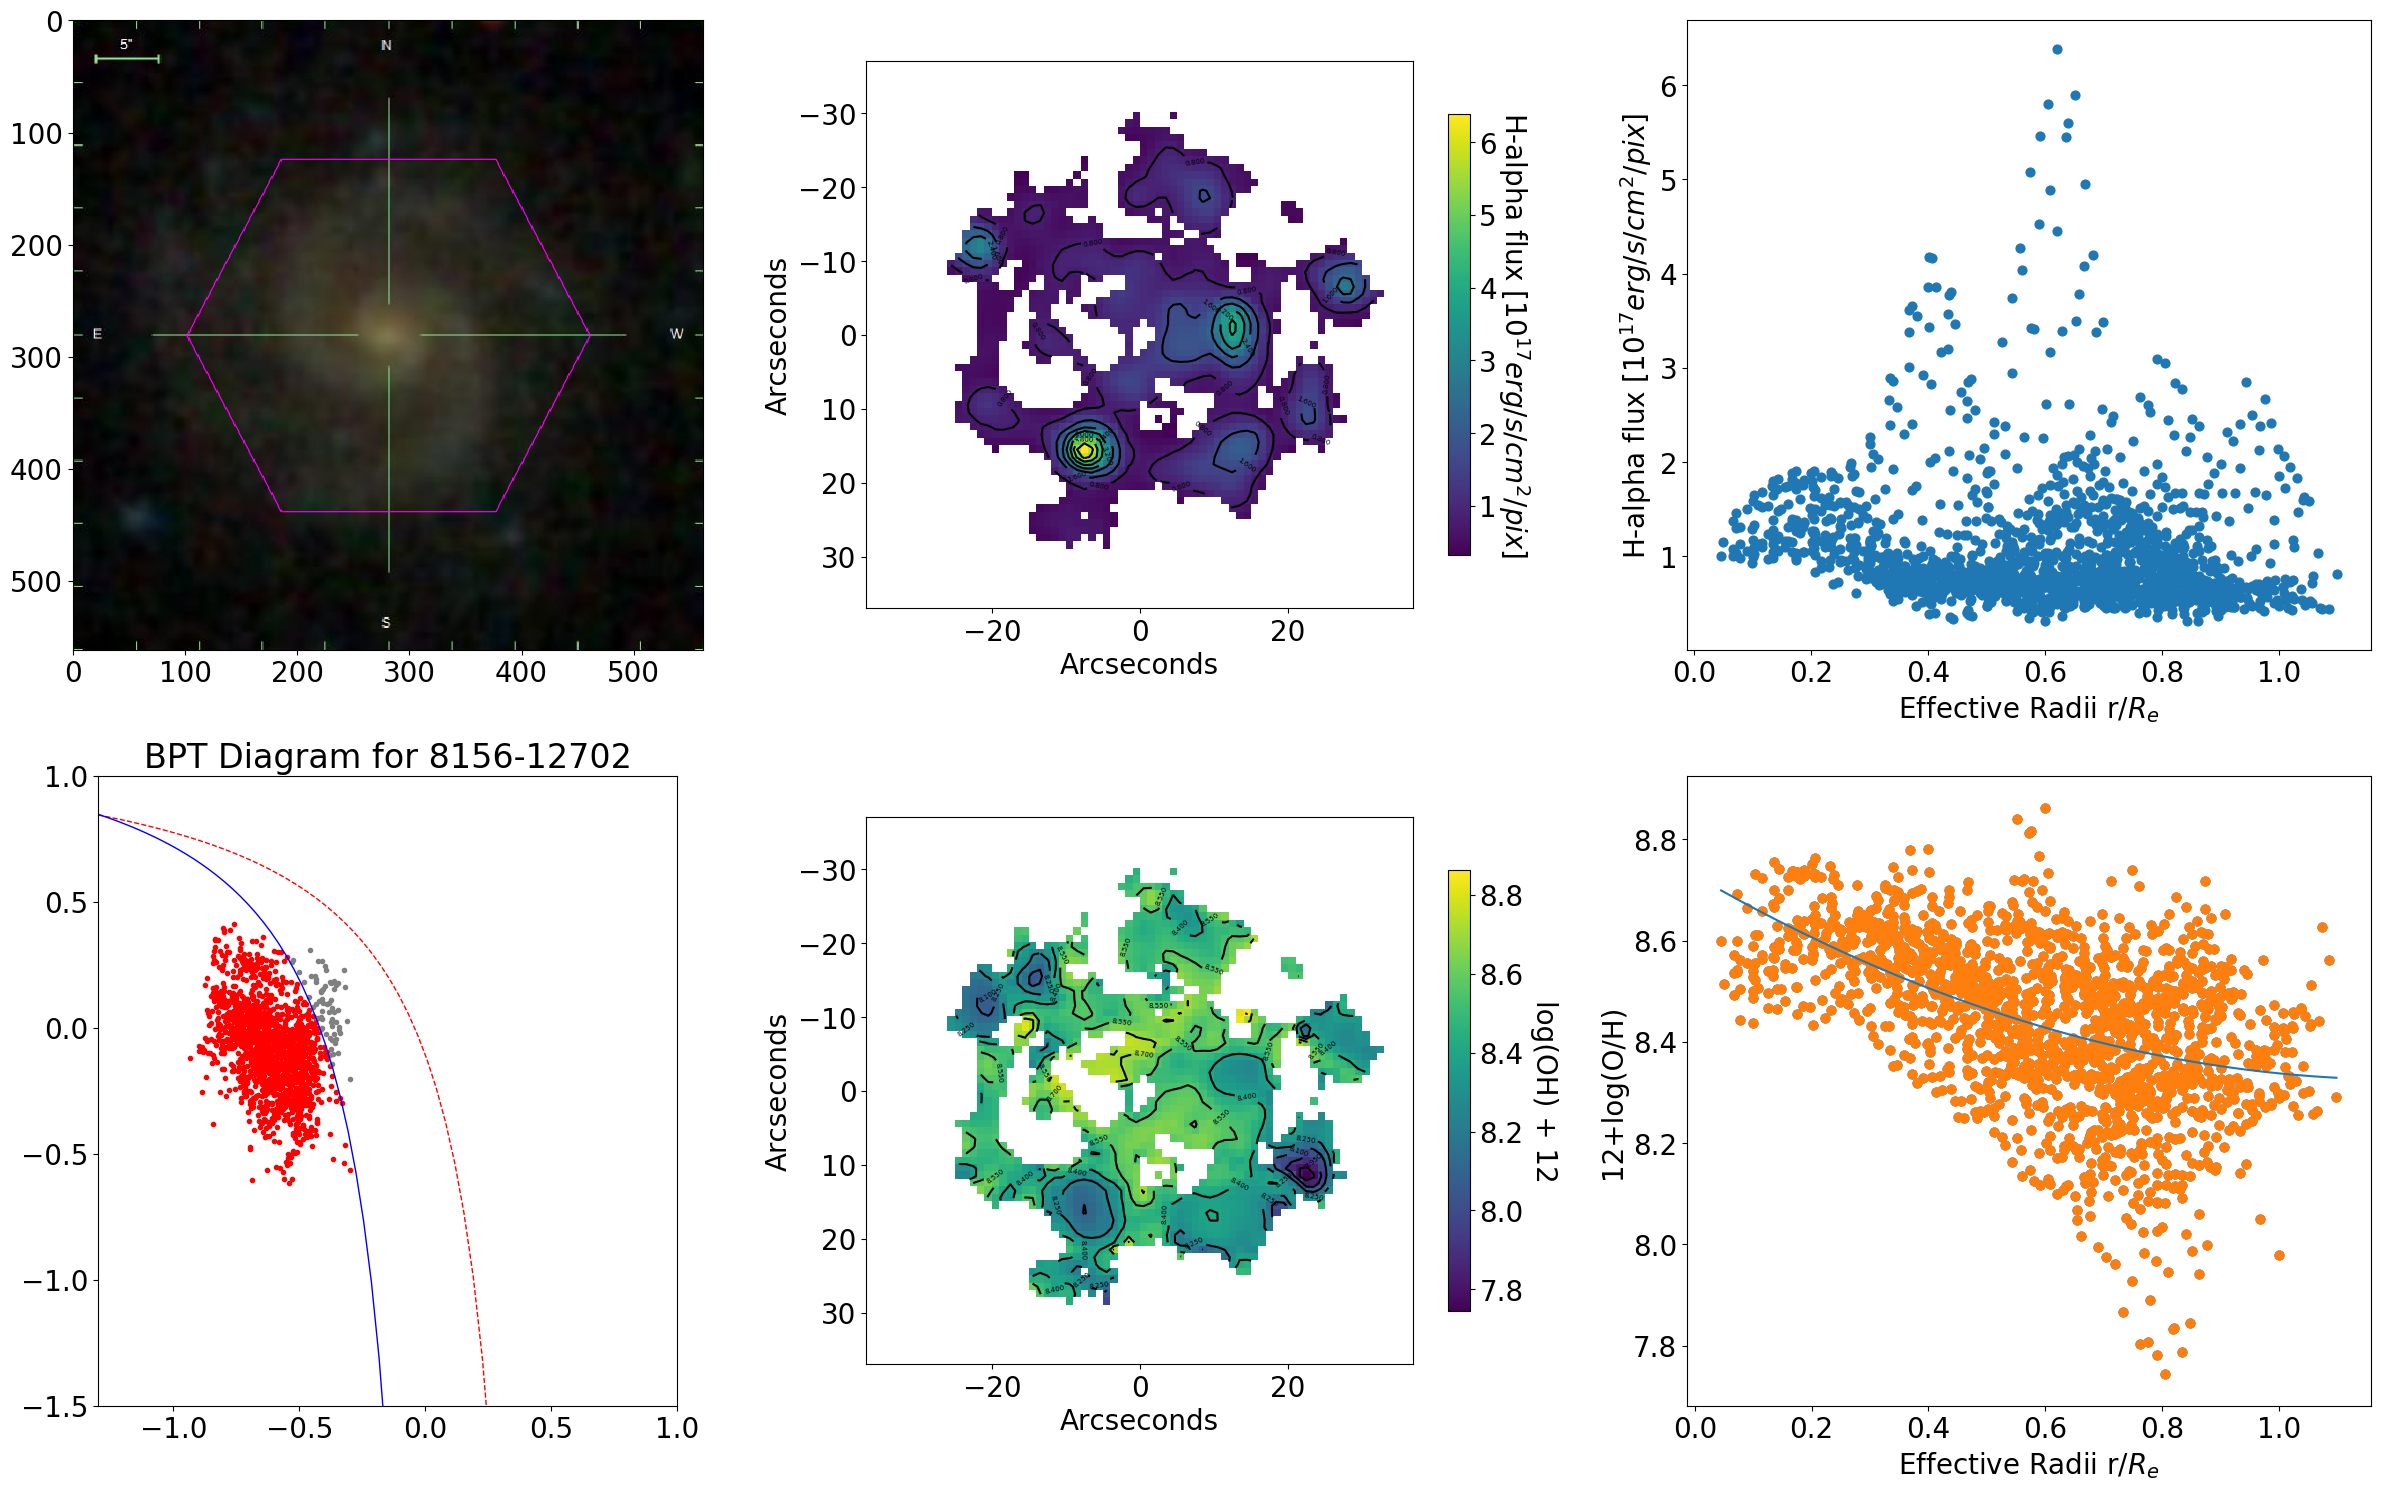 0
100
200
300
400
500
0 100 200 300 400 500
5"
N
E
W
S
−30
−20
−10
0
10
20
30
−20 0 20
Arcseconds
Arcseconds
6
5
4
3
2
1
H-alpha flux [10^17 erg/s/cm^2/pix]
6
5
4
3
2
1
0.0 0.2 0.4 0.6 0.8 1.0
H-alpha flux [10^17 erg/s/cm^2/pix]
Effective Radii r/R_e
BPT Diagram for 8156-12702
1.0
0.5
0.0
−0.5
−1.0
−1.5
−1.0 −0.5 0.0 0.5 1.0
−30
−20
−10
0
10
20
30
−20 0 20
Arcseconds
Arcseconds
8.8
8.6
8.4
8.2
8.0
7.8
log(OH) + 12
8.8
8.6
8.4
8.2
8.0
7.8
0.0 0.2 0.4 0.6 0.8 1.0
12+log(O/H)
Effective Radii r/R_e